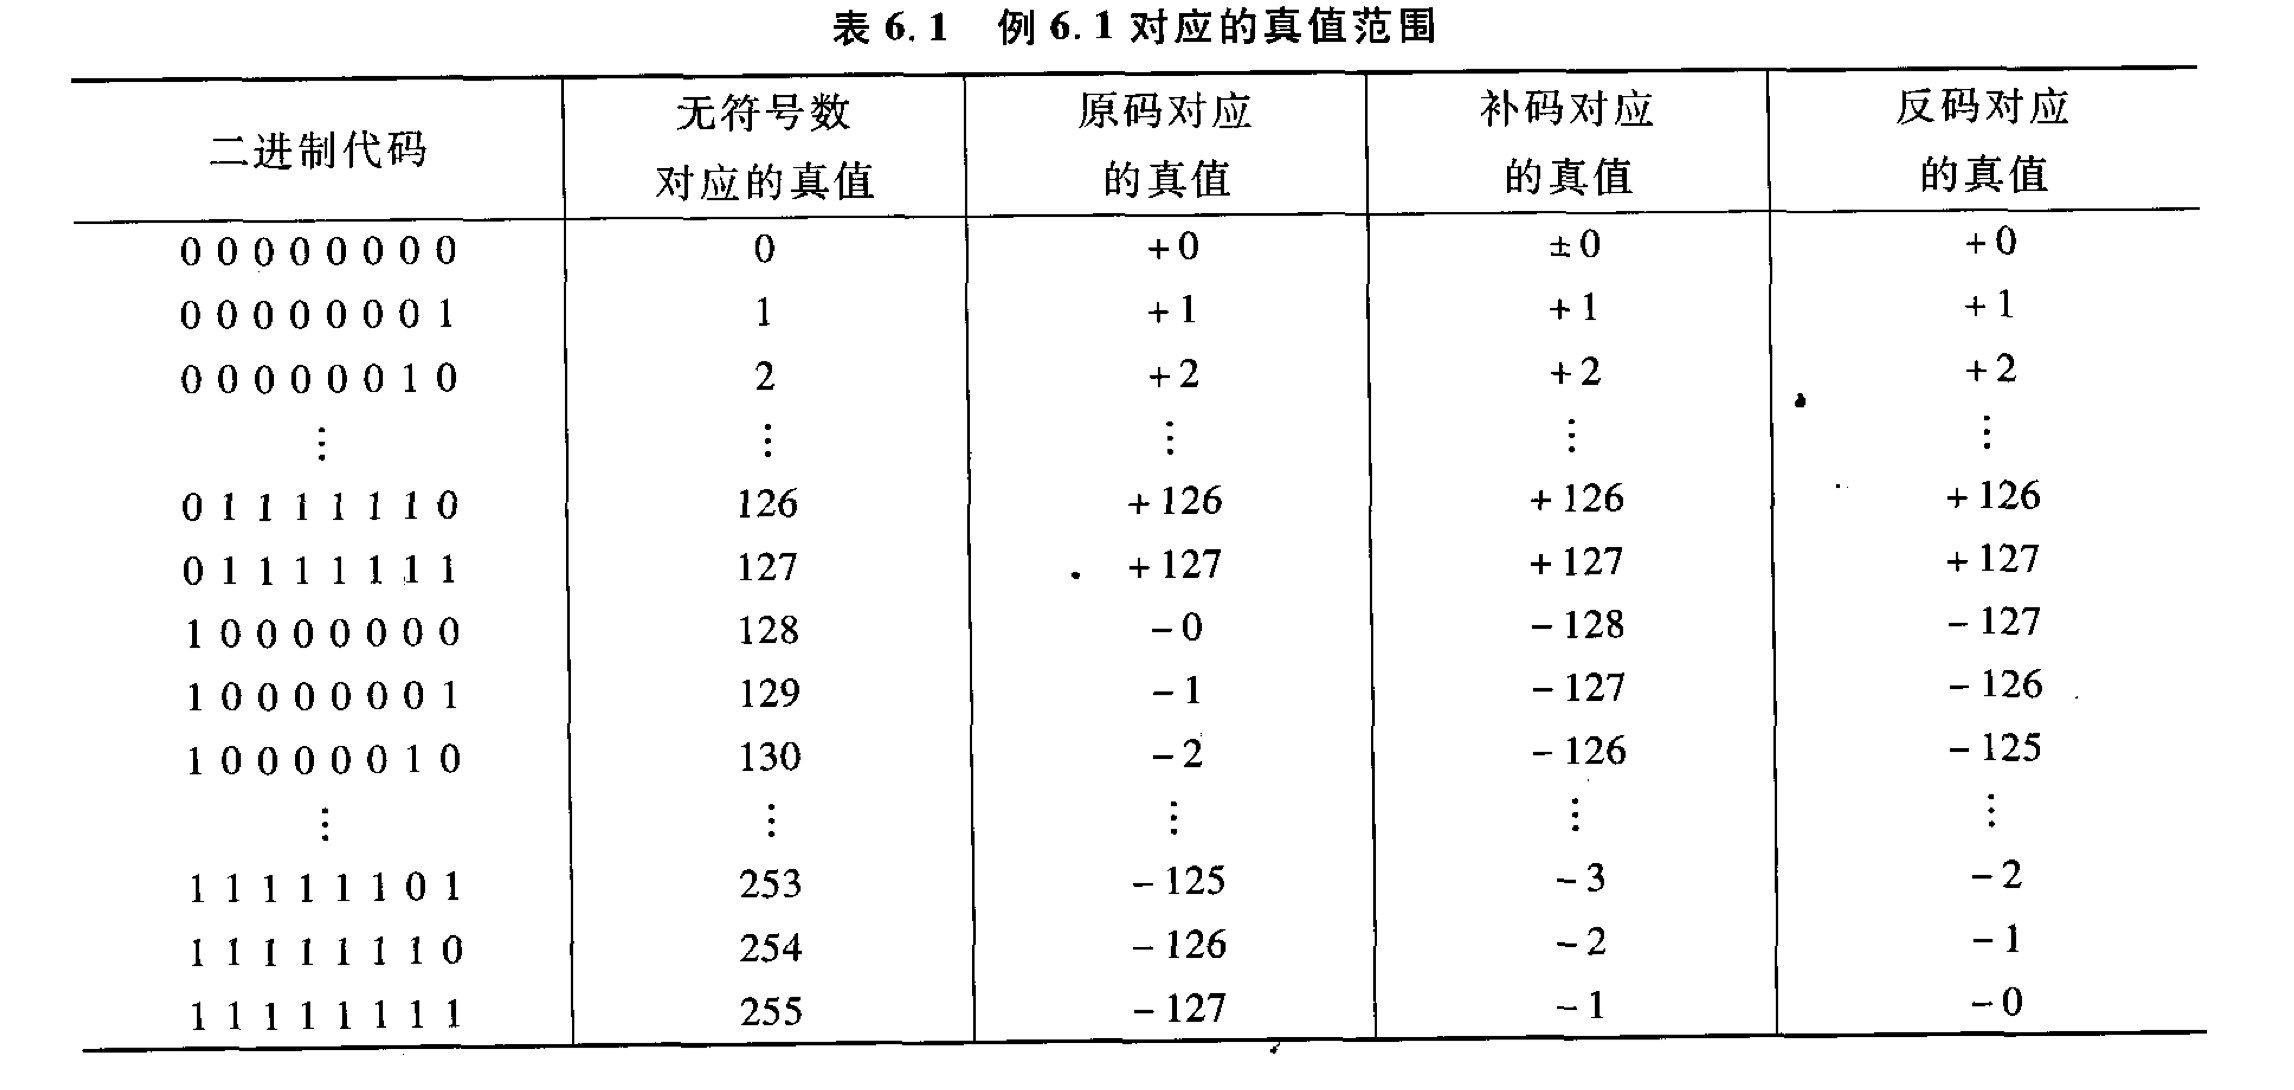 表 6.1 例 6.1 对应的真值范围
二进制代码 无符号数对应的真值 原码对应的真值 补码对应的真值 反码对应的真值
0 0 0 0 0 0 0 0 0 +0 ±0 +0
0 0 0 0 0 0 0 1 1 +1 +1 +1
0 0 0 0 0 0 1 0 2 +2 +2 +2
⋮ ⋮ ⋮ ⋮ ⋮
0 1 1 1 1 1 1 0 126 +126 +126 +126
0 1 1 1 1 1 1 1 127 +127 +127 +127
1 0 0 0 0 0 0 0 128 -0 -128 -127
1 0 0 0 0 0 0 1 129 -1 -127 -126
1 0 0 0 0 0 1 0 130 -2 -126 -125
⋮ ⋮ ⋮ ⋮ ⋮
1 1 1 1 1 1 0 1 253 -125 -3 -2
1 1 1 1 1 1 1 0 254 -126 -2 -1
1 1 1 1 1 1 1 1 255 -127 -1 -0